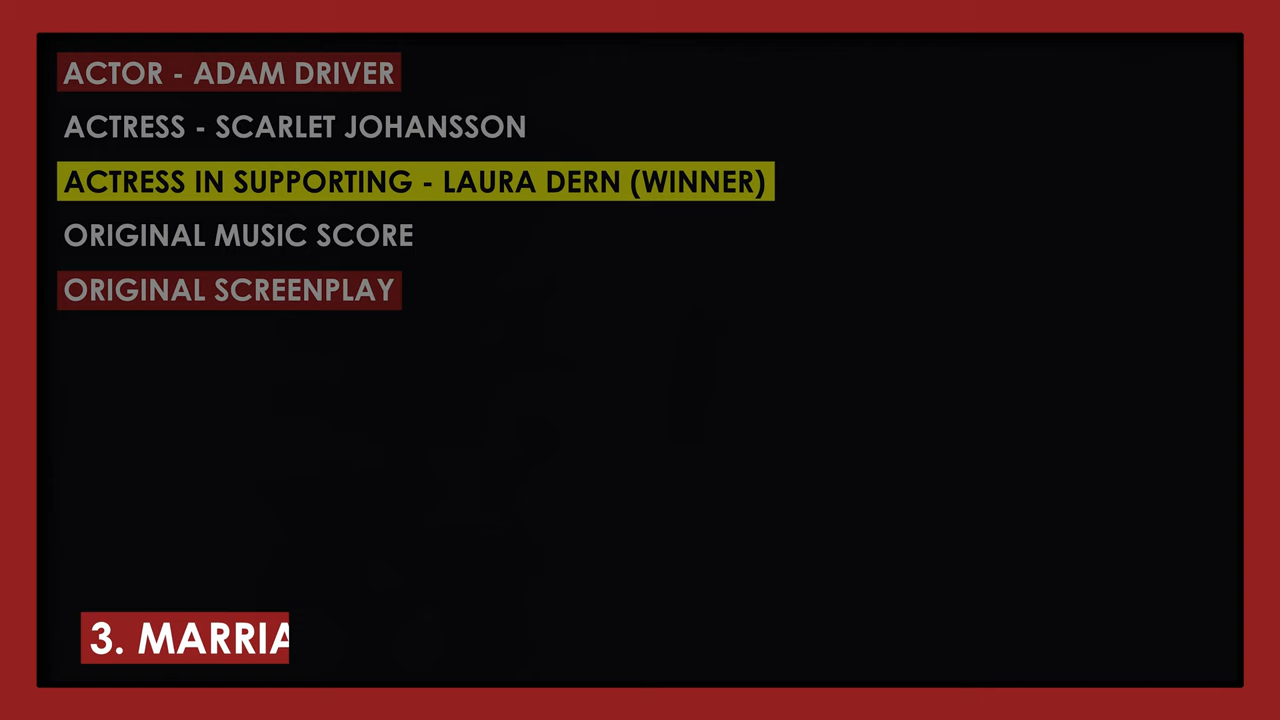 ACTOR - ADAM DRIVER
ACTRESS - SCARLET JOHANSSON
ACTRESS IN SUPPORTING - LAURA DERN (WINNER)
ORIGINAL MUSIC SCORE
ORIGINAL SCREENPLAY
3. MARRIA